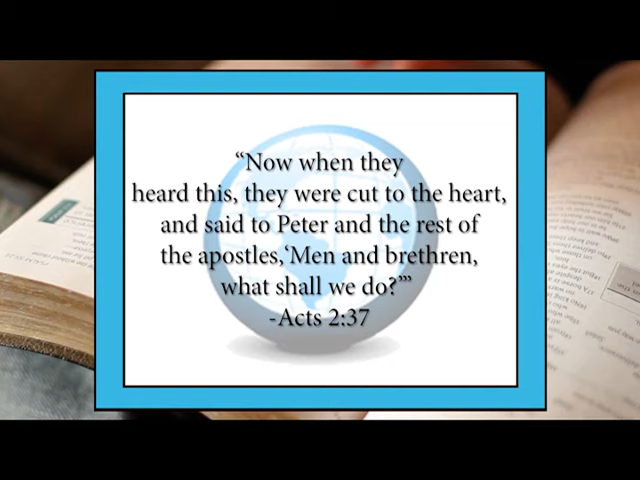 “Now when they
heard this, they were cut to the heart,
and said to Peter and the rest of
the apostles,‘Men and brethren,
what shall we do?’”
-Acts 2:37